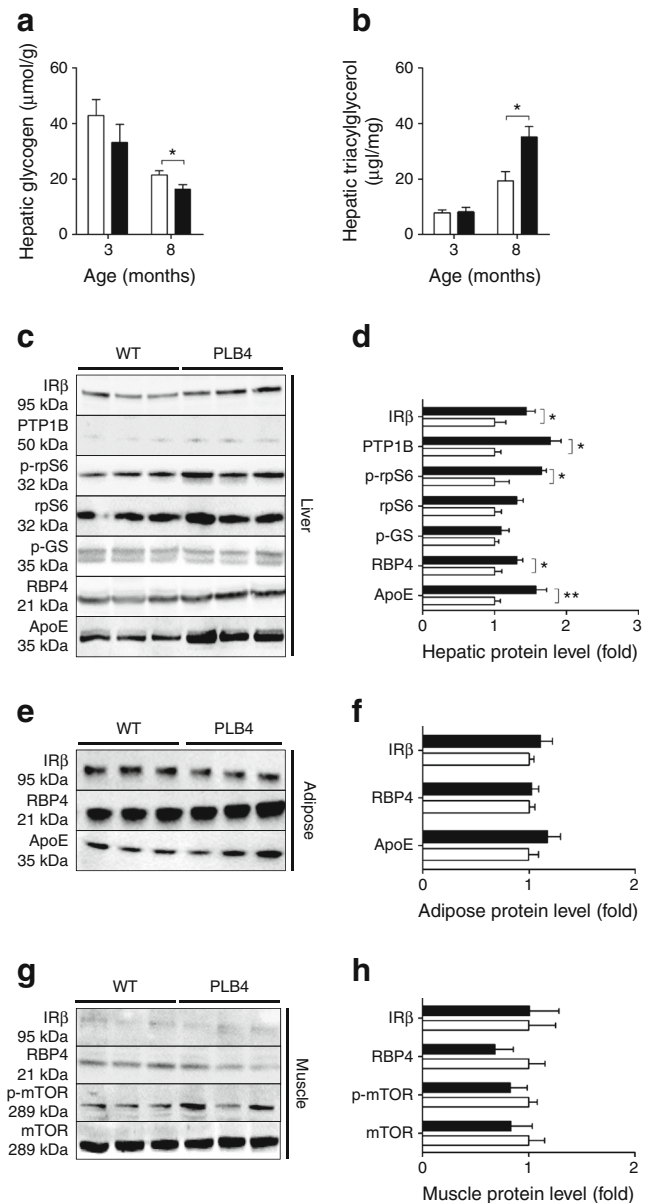 a
Hepatic glycogen (μmol/g)
60
40
20
0
*
3
8
Age (months)
b
Hepatic triacylglycerol
(μgl/mg)
60
40
20
0
*
3
8
Age (months)
c
WT
PLB4
IRβ
95 kDa
PTP1B
50 kDa
p-rpS6
32 kDa
rpS6
32 kDa
p-GS
35 kDa
RBP4
21 kDa
ApoE
35 kDa
Liver
d
IRβ
*
PTP1B
*
p-rpS6
*
rpS6
p-GS
RBP4
*
ApoE
**
0
1
2
3
Hepatic protein level (fold)
e
WT
PLB4
IRβ
95 kDa
RBP4
21 kDa
ApoE
35 kDa
Adipose
f
IRβ
RBP4
ApoE
0
1
2
Adipose protein level (fold)
g
WT
PLB4
IRβ
95 kDa
RBP4
21 kDa
p-mTOR
289 kDa
mTOR
289 kDa
Muscle
h
IRβ
RBP4
p-mTOR
mTOR
0
1
2
Muscle protein level (fold)